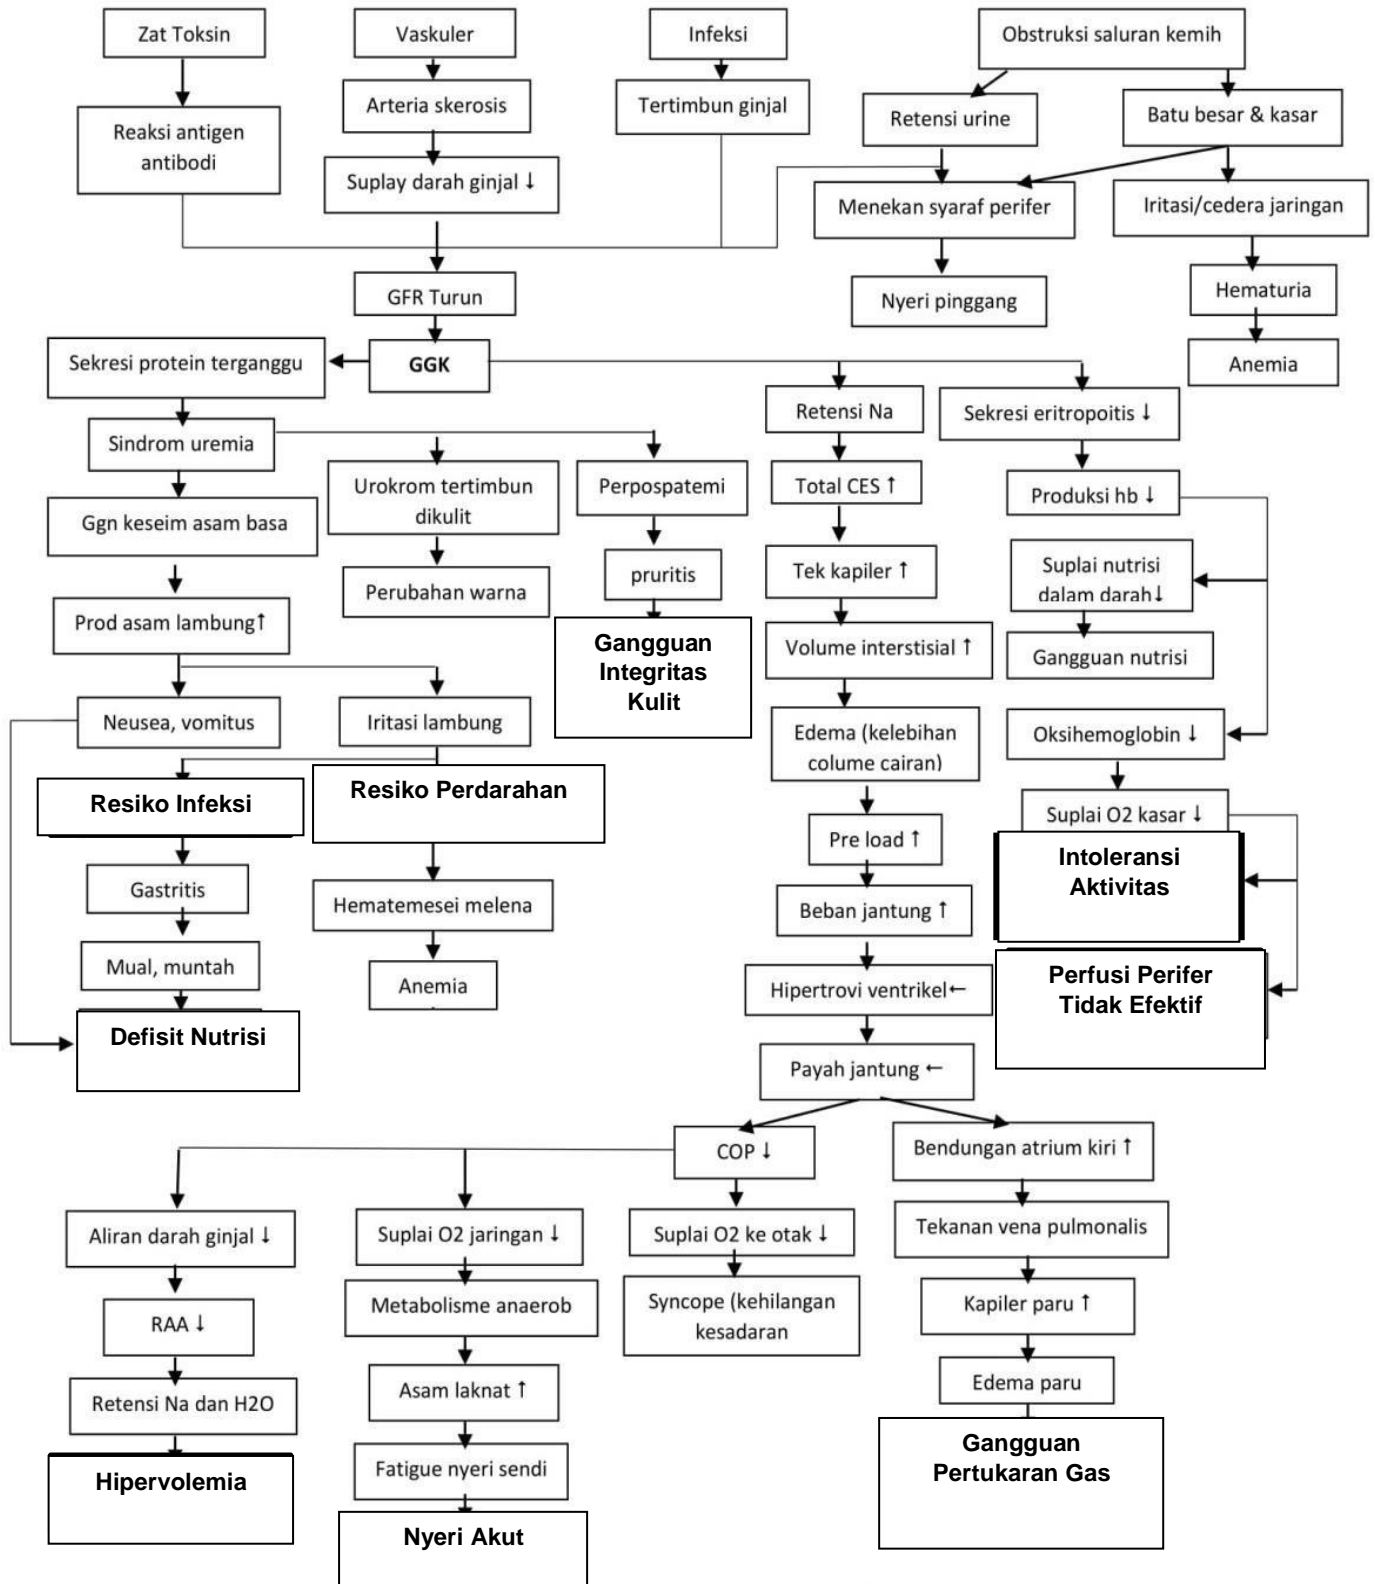 Zat Toksin
Vaskuler
Infeksi
Obstruksi saluran kemih
Arteria skerosis
Tertimbun ginjal
Retensi urine
Batu besar & kasar
Reaksi antigen
antibodi
Suplay darah ginjal ↓
Menekan syaraf perifer
Iritasi/cedera jaringan
GFR Turun
Nyeri pinggang
Hematuria
Sekresi protein terganggu
GGK
Anemia
Retensi Na
Sekresi eritropoitis ↓
Sindrom uremia
Urokrom tertimbun
dikulit
Perpospatemi
Total CES ↑
Produksi hb ↓
Ggn keseim asam basa
Perubahan warna
pruritis
Tek kapiler ↑
Suplai nutrisi
dalam darah↓
Prod asam lambung↑
Gangguan
Integritas
Kulit
Volume interstisial ↑
Gangguan nutrisi
Neusea, vomitus
Iritasi lambung
Edema (kelebihan
colume cairan)
Oksihemoglobin ↓
Resiko Infeksi
Resiko Perdarahan
Pre load ↑
Suplai O2 kasar ↓
Intoleransi
Aktivitas
Gastritis
Hematemesei melena
Beban jantung ↑
Mual, muntah
Anemia
Hipertrovi ventrikel←
Perfusi Perifer
Tidak Efektif
Defisit Nutrisi
Payah jantung ←
COP ↓
Bendungan atrium kiri ↑
Aliran darah ginjal ↓
Suplai O2 jaringan ↓
Suplai O2 ke otak ↓
Tekanan vena pulmonalis
RAA ↓
Metabolisme anaerob
Syncope (kehilangan
kesadaran
Kapiler paru ↑
Retensi Na dan H2O
Asam laknat ↑
Edema paru
Hipervolemia
Fatigue nyeri sendi
Gangguan
Pertukaran Gas
Nyeri Akut